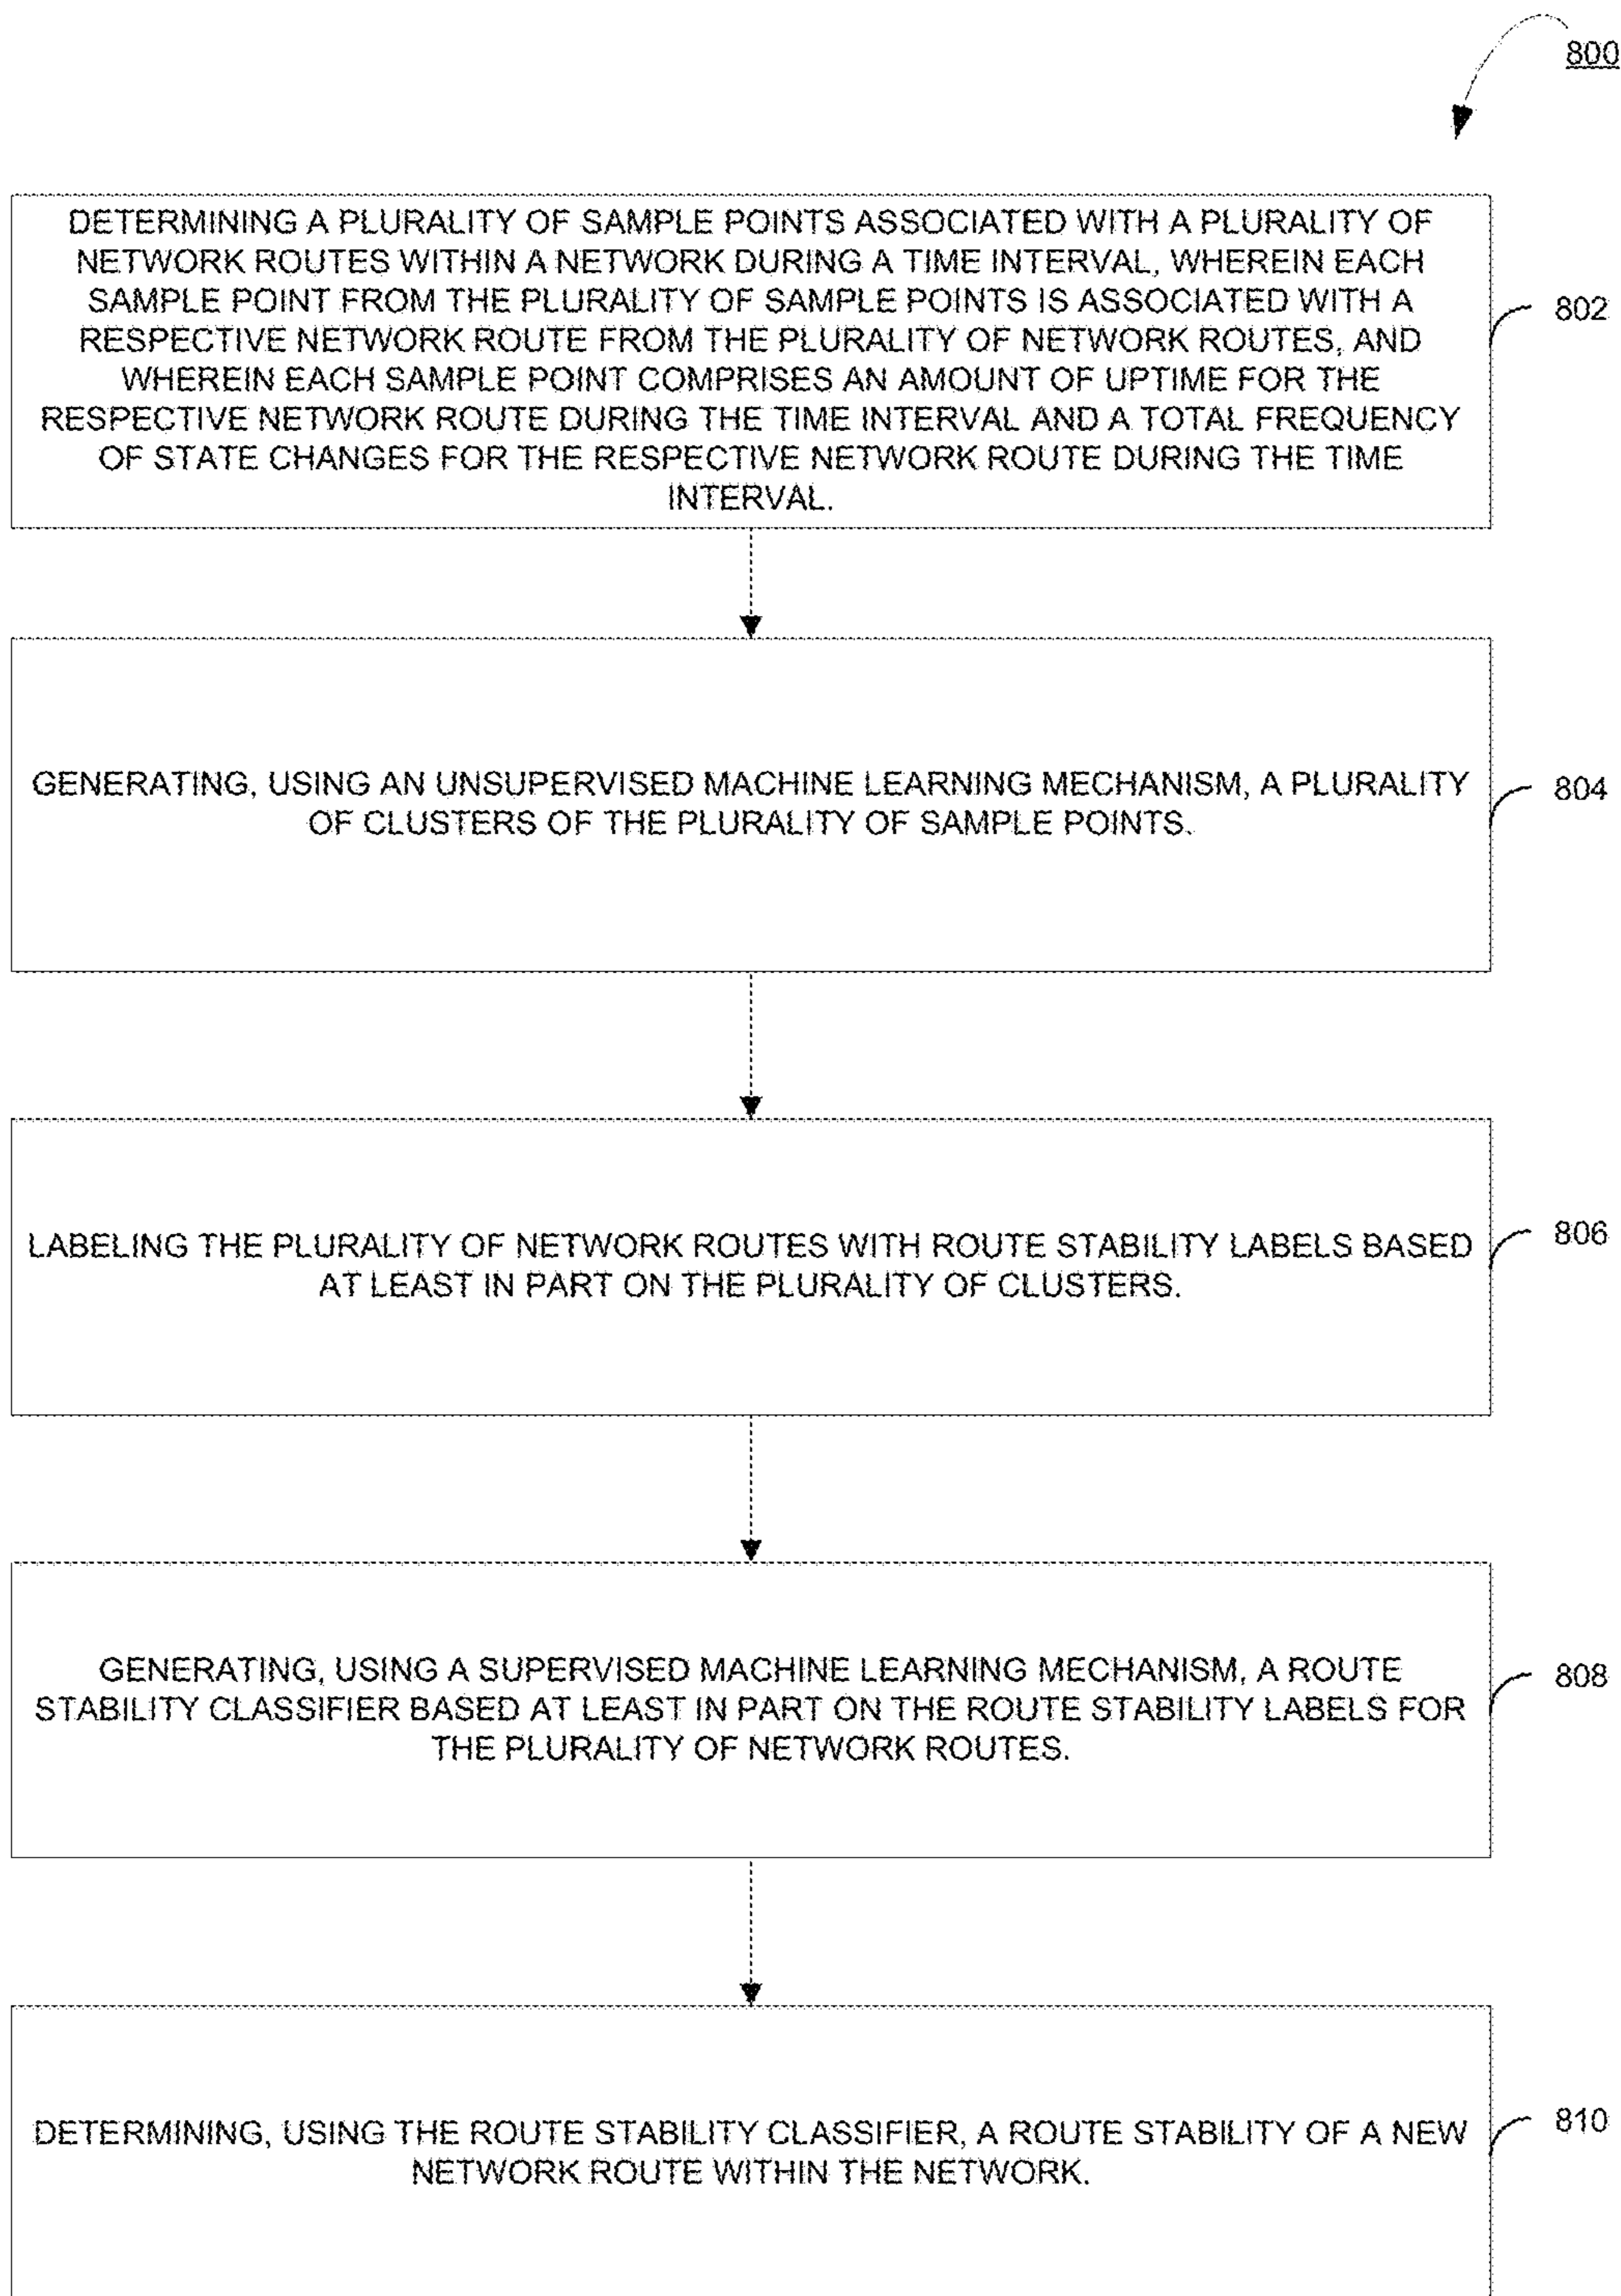 800
DETERMINING A PLURALITY OF SAMPLE POINTS ASSOCIATED WITH A PLURALITY OF
NETWORK ROUTES WITHIN A NETWORK DURING A TIME INTERVAL, WHEREIN EACH
SAMPLE POINT FROM THE PLURALITY OF SAMPLE POINTS IS ASSOCIATED WITH A
RESPECTIVE NETWORK ROUTE FROM THE PLURALITY OF NETWORK ROUTES, AND
WHEREIN EACH SAMPLE POINT COMPRISES AN AMOUNT OF UPTIME FOR THE
RESPECTIVE NETWORK ROUTE DURING THE TIME INTERVAL AND A TOTAL FREQUENCY
OF STATE CHANGES FOR THE RESPECTIVE NETWORK ROUTE DURING THE TIME
INTERVAL.
802
GENERATING, USING AN UNSUPERVISED MACHINE LEARNING MECHANISM, A PLURALITY
OF CLUSTERS OF THE PLURALITY OF SAMPLE POINTS.
804
LABELING THE PLURALITY OF NETWORK ROUTES WITH ROUTE STABILITY LABELS BASED
AT LEAST IN PART ON THE PLURALITY OF CLUSTERS.
806
GENERATING, USING A SUPERVISED MACHINE LEARNING MECHANISM, A ROUTE
STABILITY CLASSIFIER BASED AT LEAST IN PART ON THE ROUTE STABILITY LABELS FOR
THE PLURALITY OF NETWORK ROUTES.
808
DETERMINING, USING THE ROUTE STABILITY CLASSIFIER, A ROUTE STABILITY OF A NEW
NETWORK ROUTE WITHIN THE NETWORK.
810